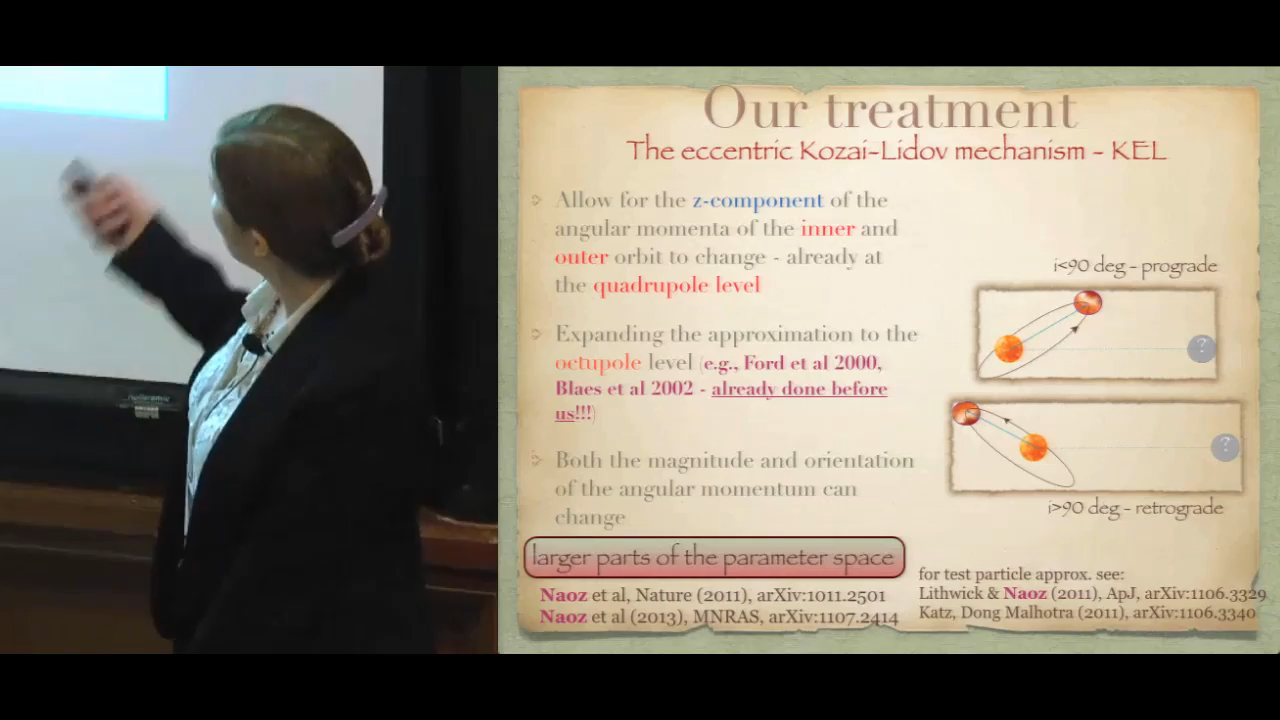 Our treatment
The eccentric Kozai-Lidov mechanism - KEL
Allow for the z-component of the
angular momenta of the inner and
outer orbit to change - already at
the quadrupole level
Expanding the approximation to the
octupole level (e.g., Ford et al 2000,
Blaes et al 2002 - already done before
us!!!)
Both the magnitude and orientation
of the angular momentum can
change
larger parts of the parameter space
Naoz et al, Nature (2011), arXiv:1011.2501
Naoz et al (2013), MNRAS, arXiv:1107.2414
i<90 deg - prograde
?
?
i>90 deg - retrograde
for test particle approx. see:
Lithwick & Naoz (2011), ApJ, arXiv:1106.3329
Katz, Dong Malhotra (2011), arXiv:1106.3340